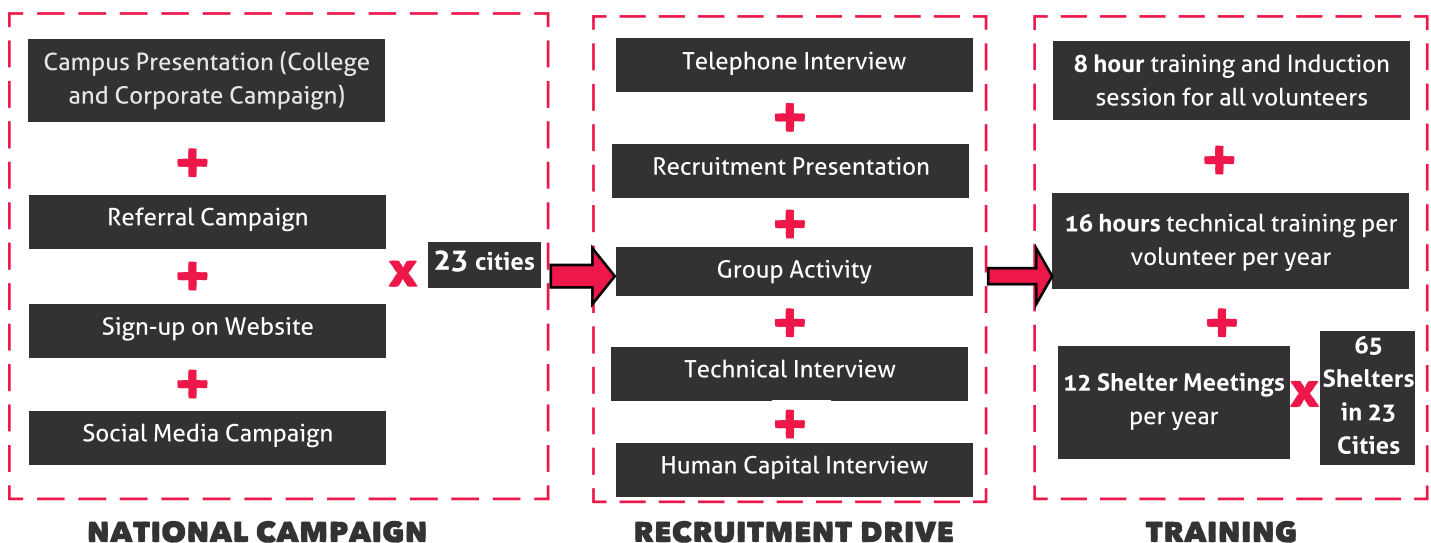 Campus Presentation (College
and Corporate Campaign)
+
Referral Campaign
+
Sign-up on Website
+
Social Media Campaign
x
23 cities
NATIONAL CAMPAIGN
Telephone Interview
+
Recruitment Presentation
+
Group Activity
+
Technical Interview
+
Human Capital Interview
RECRUITMENT DRIVE
8 hour training and Induction
session for all volunteers
+
16 hours technical training per
volunteer per year
+
12 Shelter Meetings
per year
x
65
Shelters
in 23
Cities
TRAINING